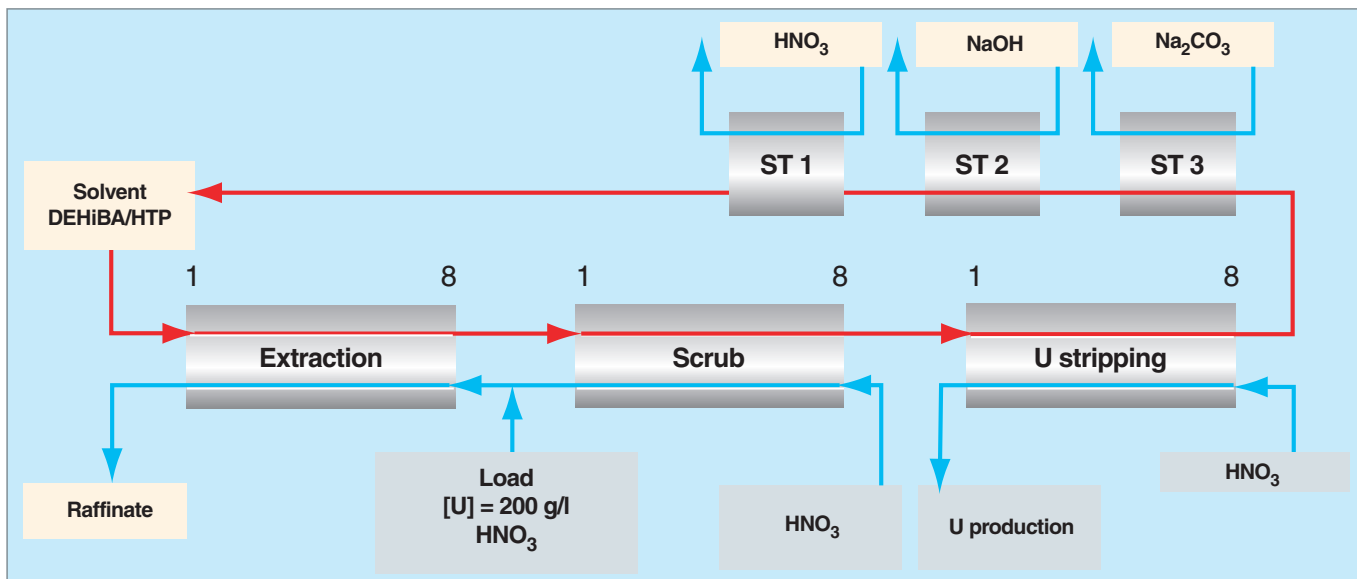 HNO3
NaOH
Na2CO3
ST 1
ST 2
ST 3
Solvent
DEHiBA/HTP
1
8
1
8
1
8
Extraction
Scrub
U stripping
Raffinate
Load
[U] = 200 g/l
HNO3
HNO3
U production
HNO3